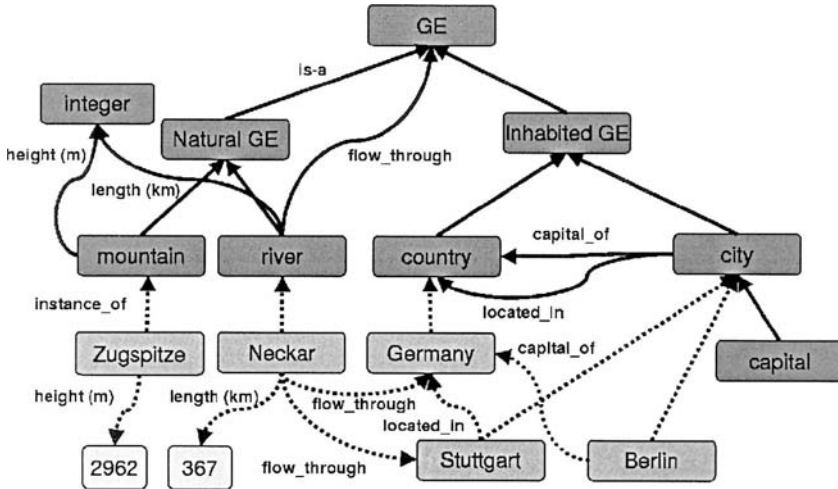 GE
is-a
integer
Natural GE
Inhabited GE
height (m)
flow_through
length (km)
capital_of
mountain
river
country
city
instance_of
located_in
Zugspitze
Neckar
Germany
capital_of
capital
height (m)
length (km)
flow_through
located_in
2962
367
flow_through
Stuttgart
Berlin